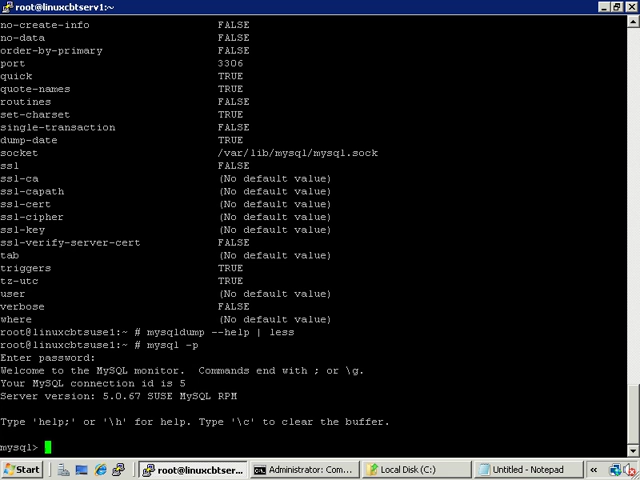 root@linuxcbtserv1:~
no-create-info FALSE
no-data FALSE
order-by-primary FALSE
port 3306
quick TRUE
quote-names TRUE
routines FALSE
set-charset TRUE
single-transaction FALSE
dump-date TRUE
socket /var/lib/mysql/mysql.sock
ssl FALSE
ssl-ca (No default value)
ssl-capath (No default value)
ssl-cert (No default value)
ssl-cipher (No default value)
ssl-key (No default value)
ssl-verify-server-cert FALSE
tab (No default value)
triggers TRUE
tz-utc TRUE
user (No default value)
verbose FALSE
where (No default value)
root@linuxcbtsuse1:~ # mysqldump --help | less
root@linuxcbtsuse1:~ # mysql -p
Enter password:
Welcome to the MySQL monitor.  Commands end with ; or \g.
Your MySQL connection id is 5
Server version: 5.0.67 SUSE MySQL RPM
Type 'help;' or '\h' for help. Type '\c' to clear the buffer.
mysql>
Start root@linuxcbtser... Administrator: Com... Local Disk (C:) Untitled - Notepad «